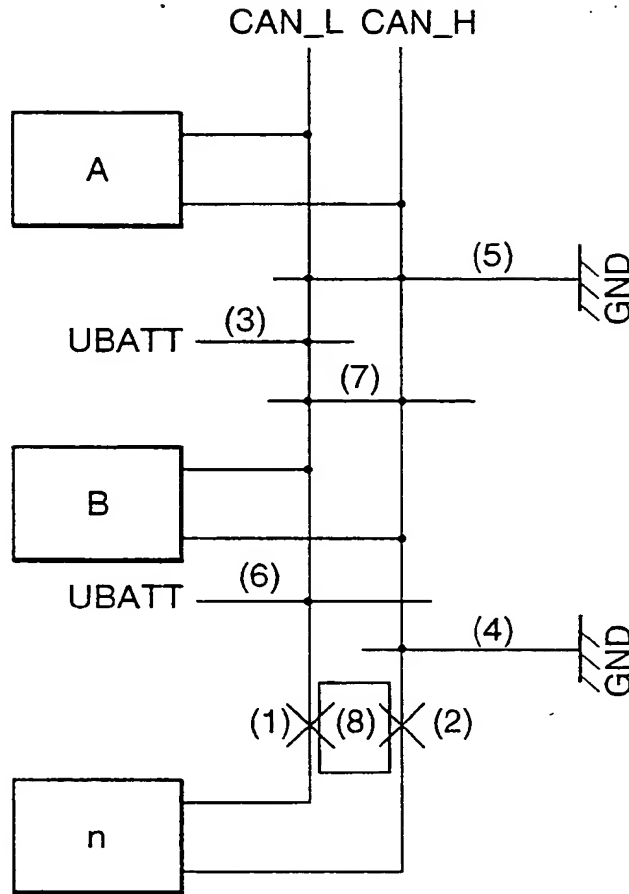 CAN_L CAN_H
A
(5)
GND
UBATT (3)
(7)
B
UBATT (6)
(4)
GND
(1) (8) (2)
n